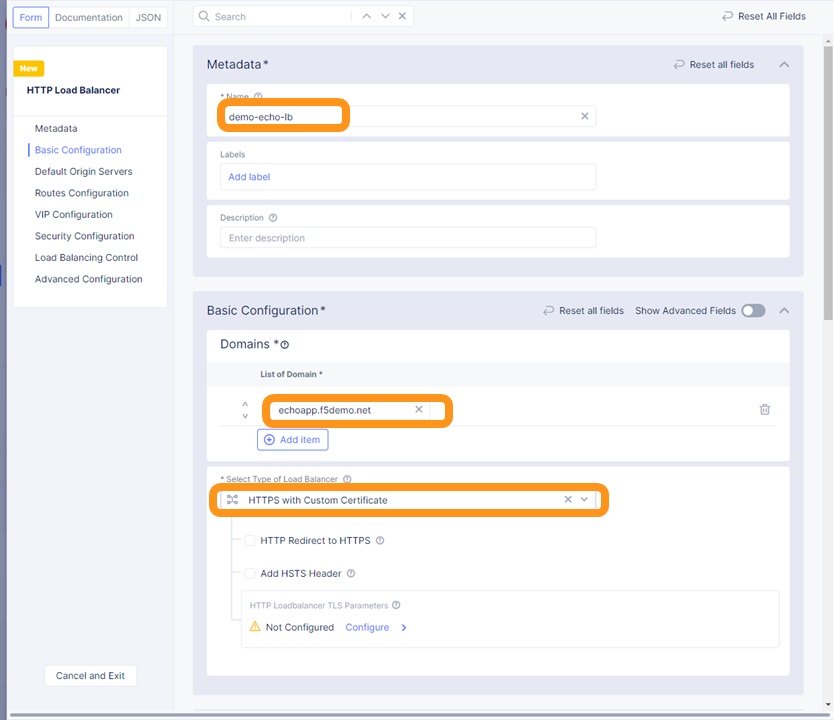 Form Documentation JSON
Search
Reset All Fields
New
HTTP Load Balancer
Metadata
Basic Configuration
Default Origin Servers
Routes Configuration
VIP Configuration
Security Configuration
Load Balancing Control
Advanced Configuration
Cancel and Exit
Metadata*
Reset all fields
* Name
demo-echo-lb
Labels
Add label
Description
Enter description
Basic Configuration*
Reset all fields
Show Advanced Fields
Domains *
List of Domain *
echoapp.f5demo.net
Add item
* Select Type of Load Balancer
HTTPS with Custom Certificate
HTTP Redirect to HTTPS
Add HSTS Header
HTTP Loadbalancer TLS Parameters
Not Configured Configure